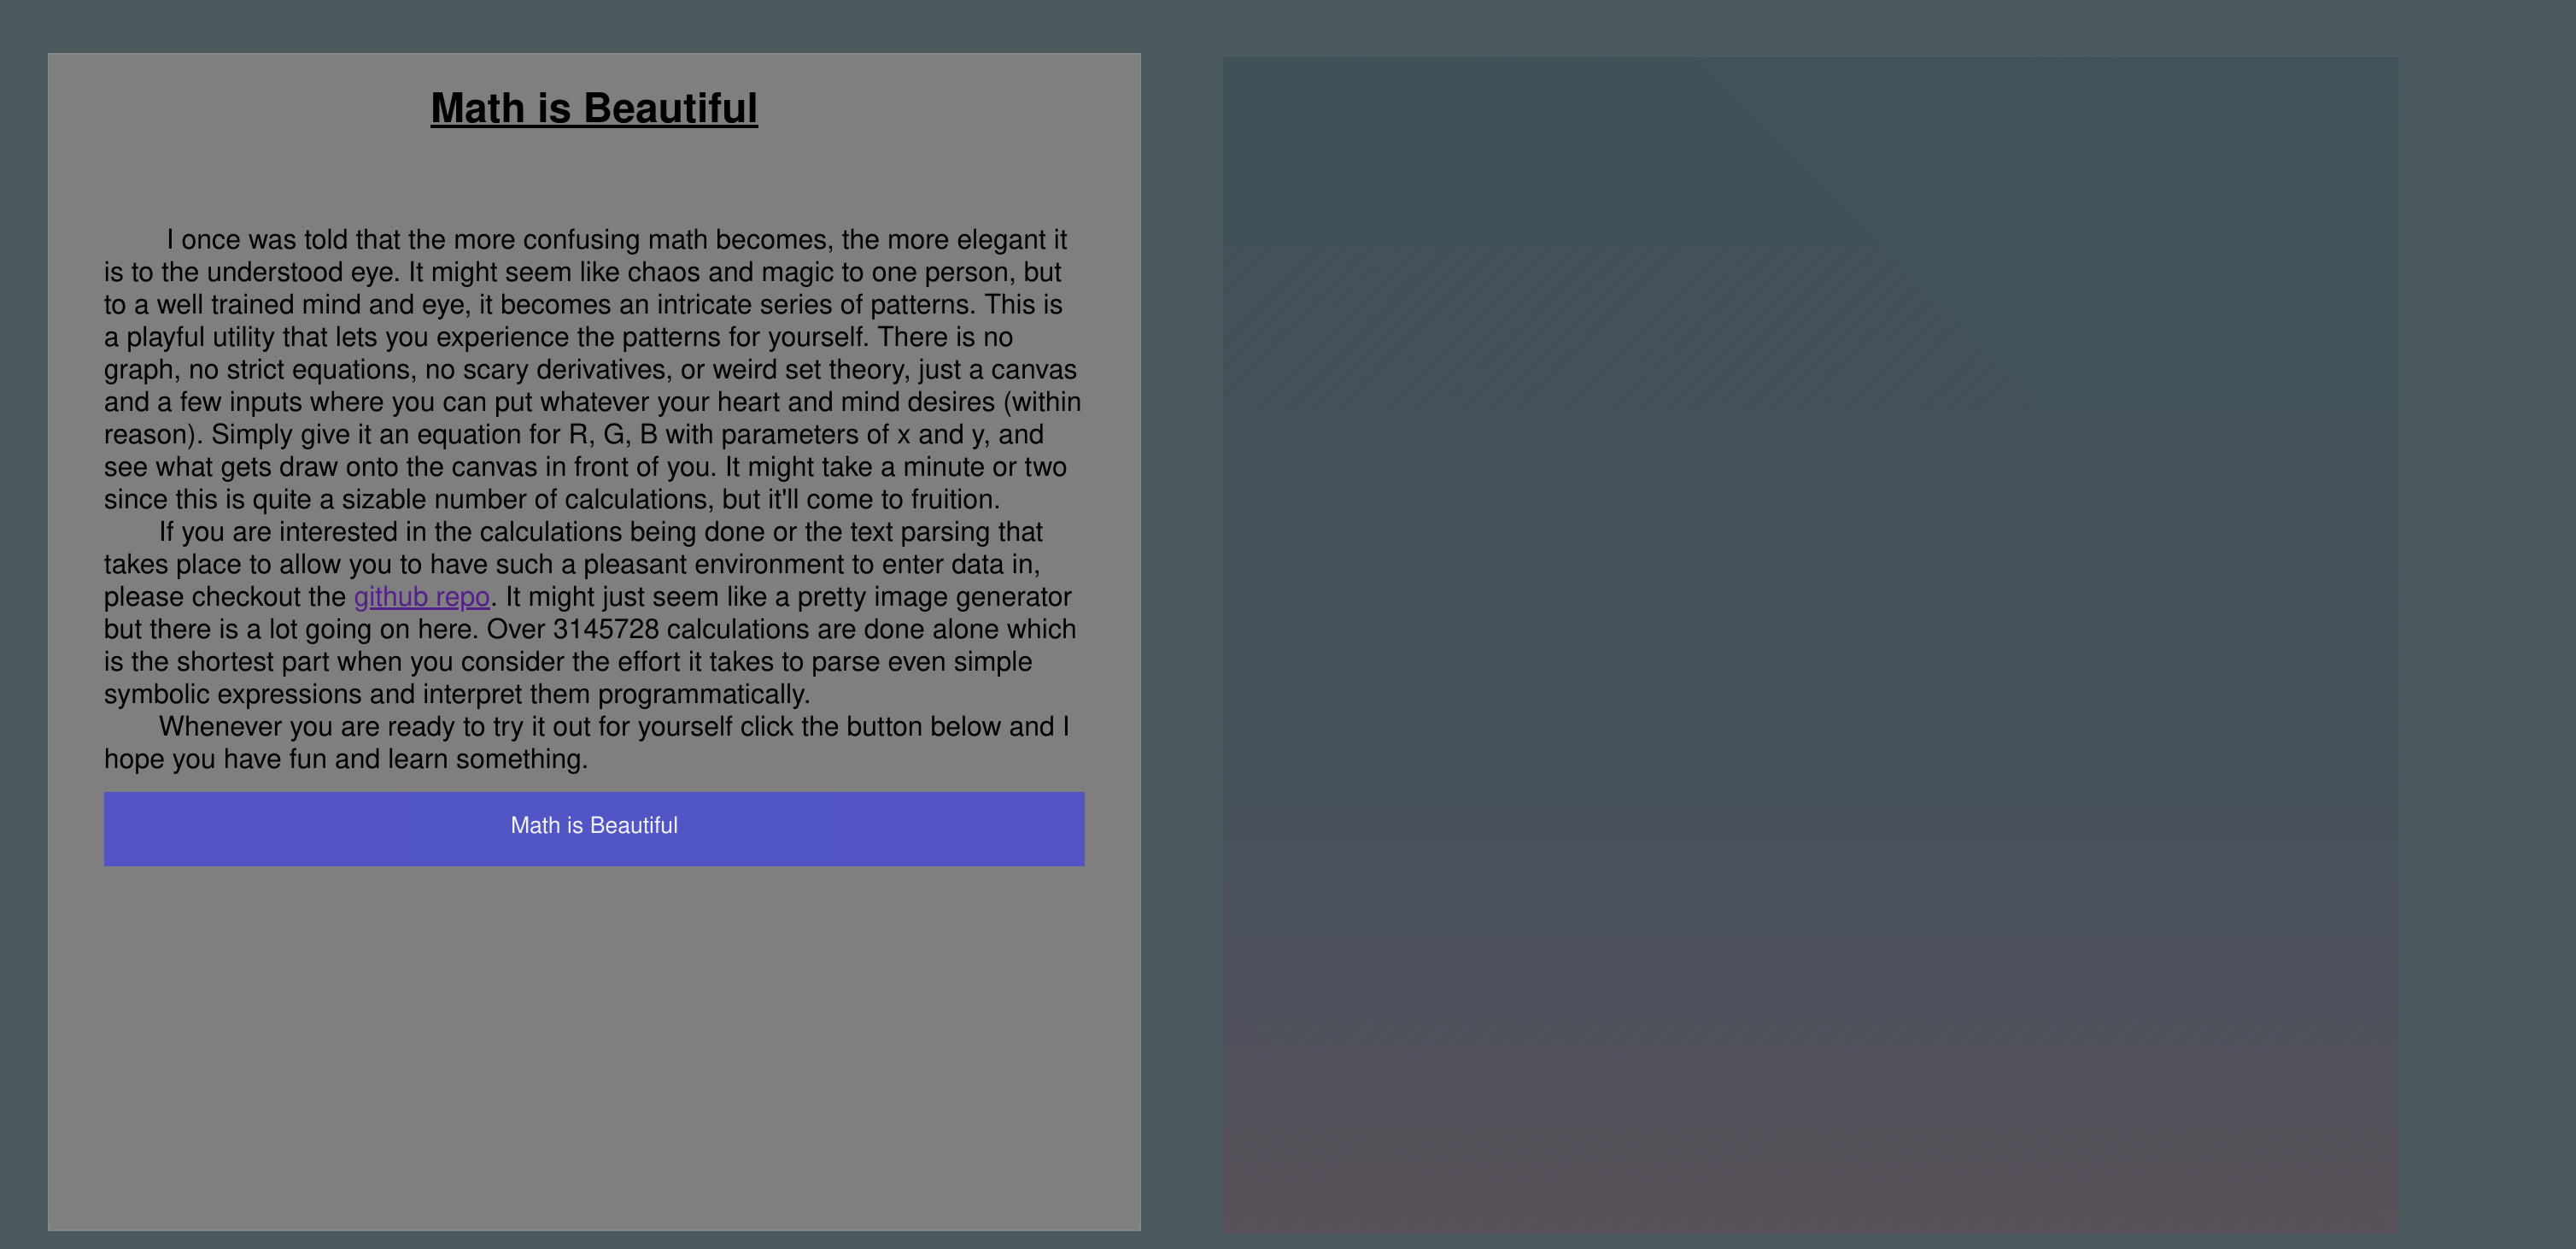 Math is Beautiful
I once was told that the more confusing math becomes, the more elegant it
is to the understood eye. It might seem like chaos and magic to one person, but
to a well trained mind and eye, it becomes an intricate series of patterns. This is
a playful utility that lets you experience the patterns for yourself. There is no
graph, no strict equations, no scary derivatives, or weird set theory, just a canvas
and a few inputs where you can put whatever your heart and mind desires (within
reason). Simply give it an equation for R, G, B with parameters of x and y, and
see what gets draw onto the canvas in front of you. It might take a minute or two
since this is quite a sizable number of calculations, but it'll come to fruition.
If you are interested in the calculations being done or the text parsing that
takes place to allow you to have such a pleasant environment to enter data in,
please checkout the github repo. It might just seem like a pretty image generator
but there is a lot going on here. Over 3145728 calculations are done alone which
is the shortest part when you consider the effort it takes to parse even simple
symbolic expressions and interpret them programmatically.
Whenever you are ready to try it out for yourself click the button below and I
hope you have fun and learn something.
Math is Beautiful